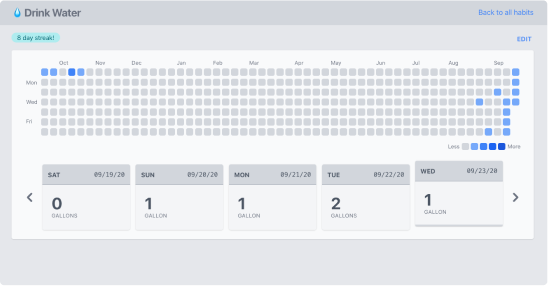 Drink Water
Back to all habits
8 day streak!
EDIT
Oct Nov Dec Jan Feb Mar Apr May Jun Jul Aug Sep
Mon
Wed
Fri
Less More
SAT 09/19/20
0
GALLONS
SUN 09/20/20
1
GALLON
MON 09/21/20
1
GALLON
TUE 09/22/20
2
GALLONS
WED 09/23/20
1
GALLON